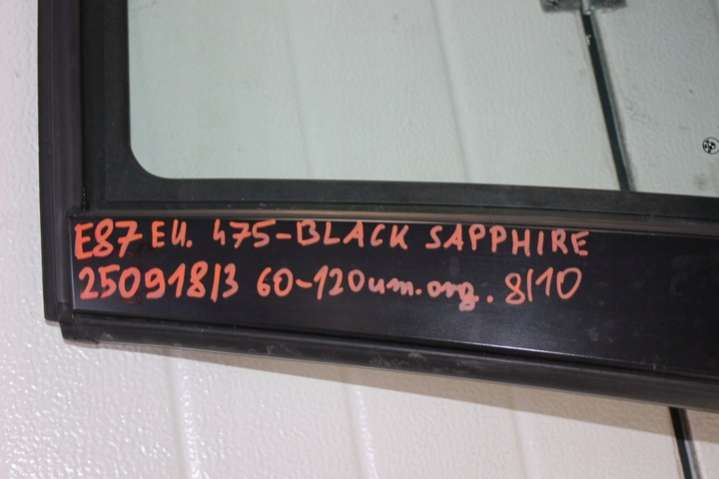 E87 EU. 475-BLACK SAPPHIRE
250918/3 60-120um. org. 8/10